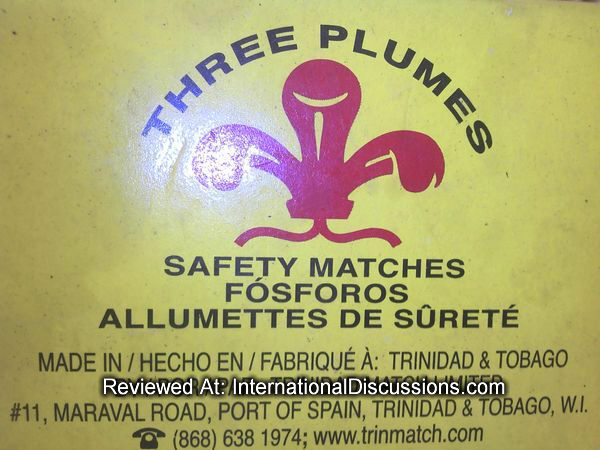 THREE PLUMES
SAFETY MATCHES
FÓSFOROS
ALLUMETTES DE SÛRETÉ
MADE IN / HECHO EN / FABRIQUÉ À: TRINIDAD & TOBAGO
Reviewed At: InternationalDiscussions.com
#11, MARAVAL ROAD, PORT OF SPAIN, TRINIDAD & TOBAGO, W.I.
☎ (868) 638 1974; www.trinmatch.com